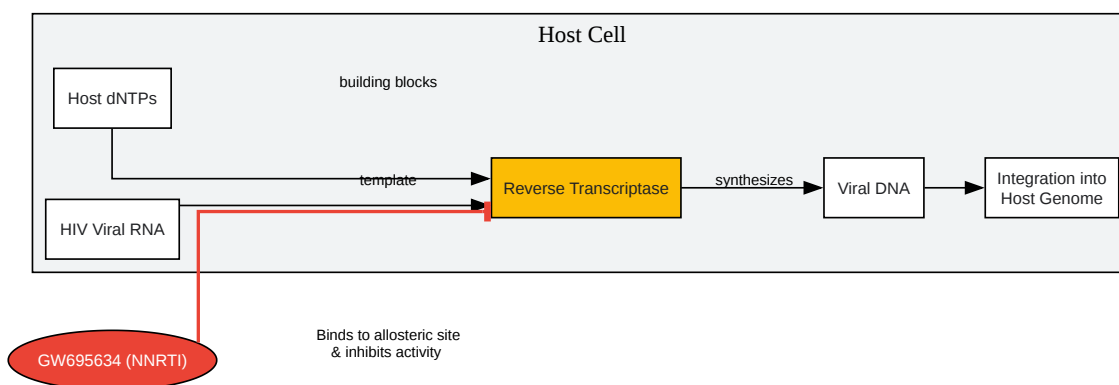 Host Cell
building blocks
Host dNTPs
template
Reverse Transcriptase
synthesizes
Viral DNA
Integration into
Host Genome
HIV Viral RNA
Binds to allosteric site
& inhibits activity
GW695634 (NNRTI)